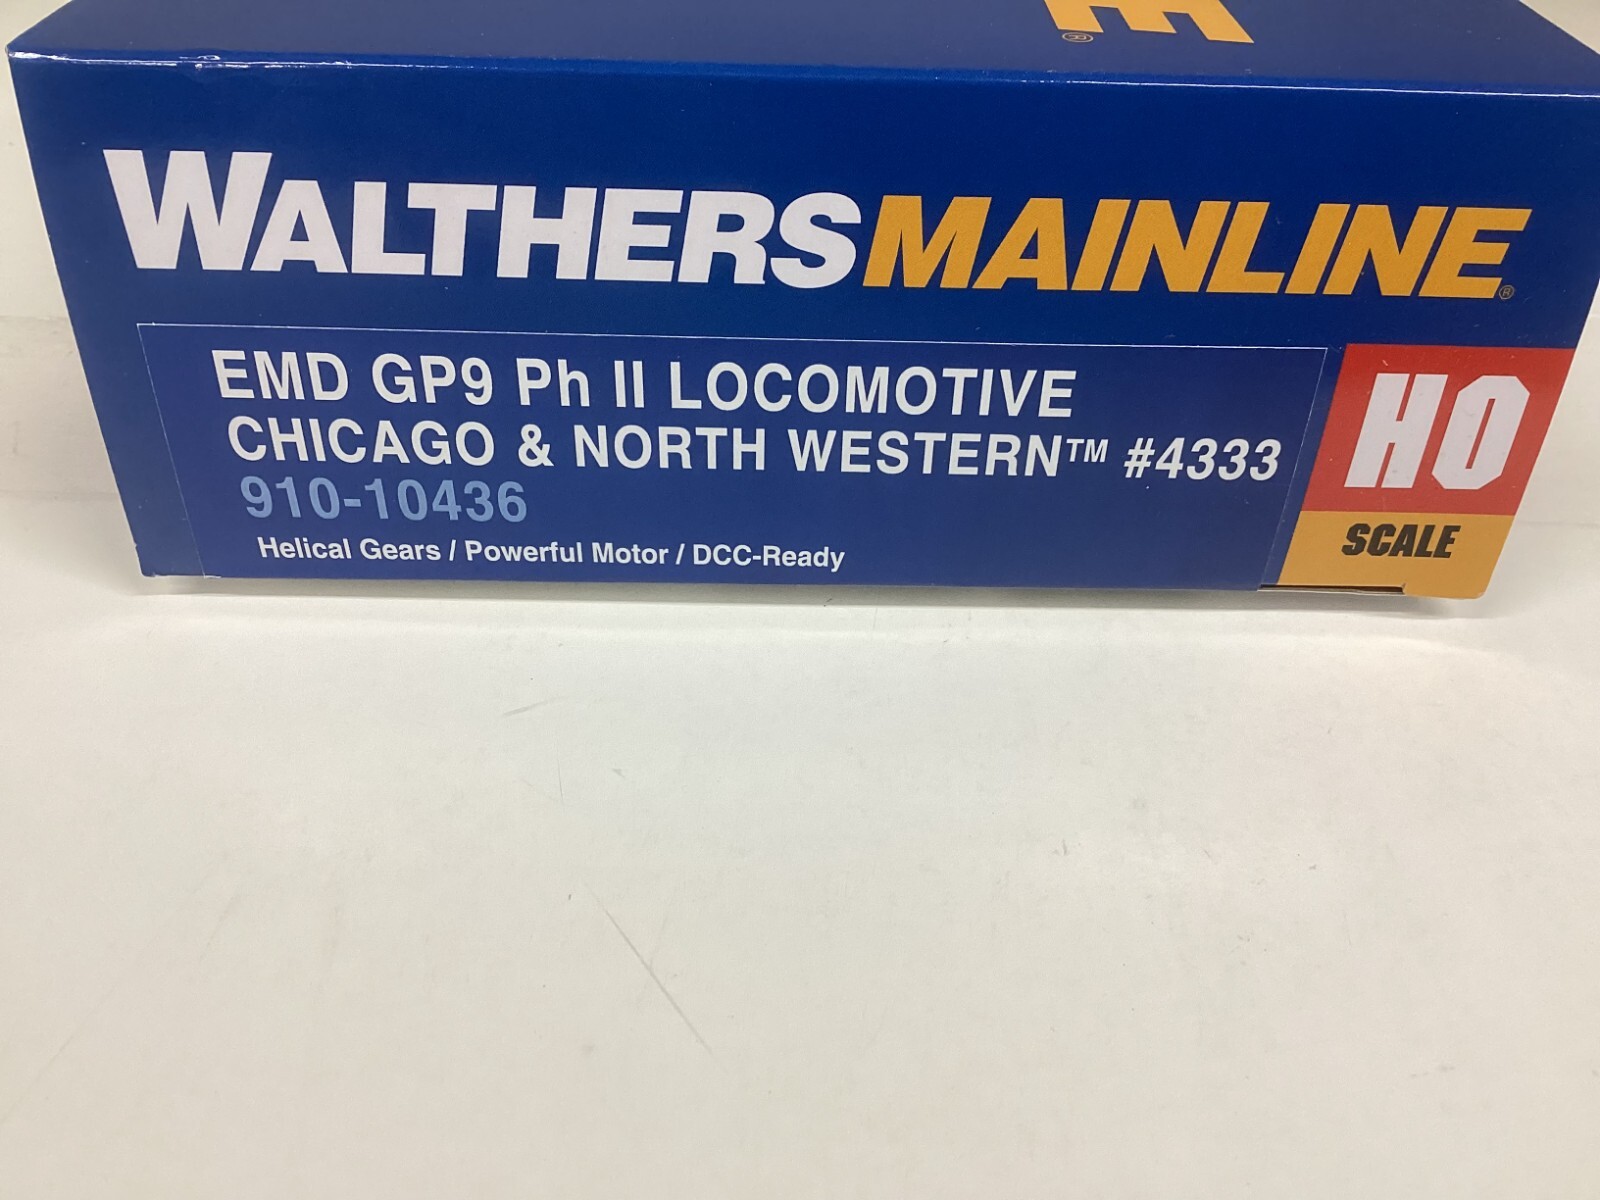 E®
WALTHERSMAINLINE®
EMD GP9 Ph II LOCOMOTIVE
CHICAGO & NORTH WESTERN™ #4333
910-10436
Helical Gears / Powerful Motor / DCC-Ready
HO
SCALE